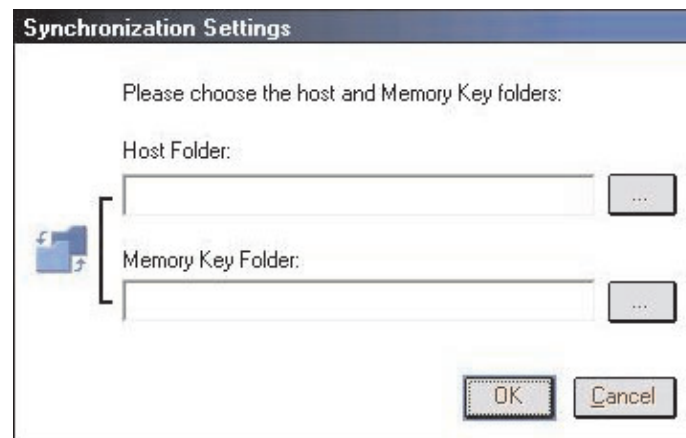 Synchronization Settings
Please choose the host and Memory Key folders:
Host Folder:
...
Memory Key Folder:
...
OK Cancel